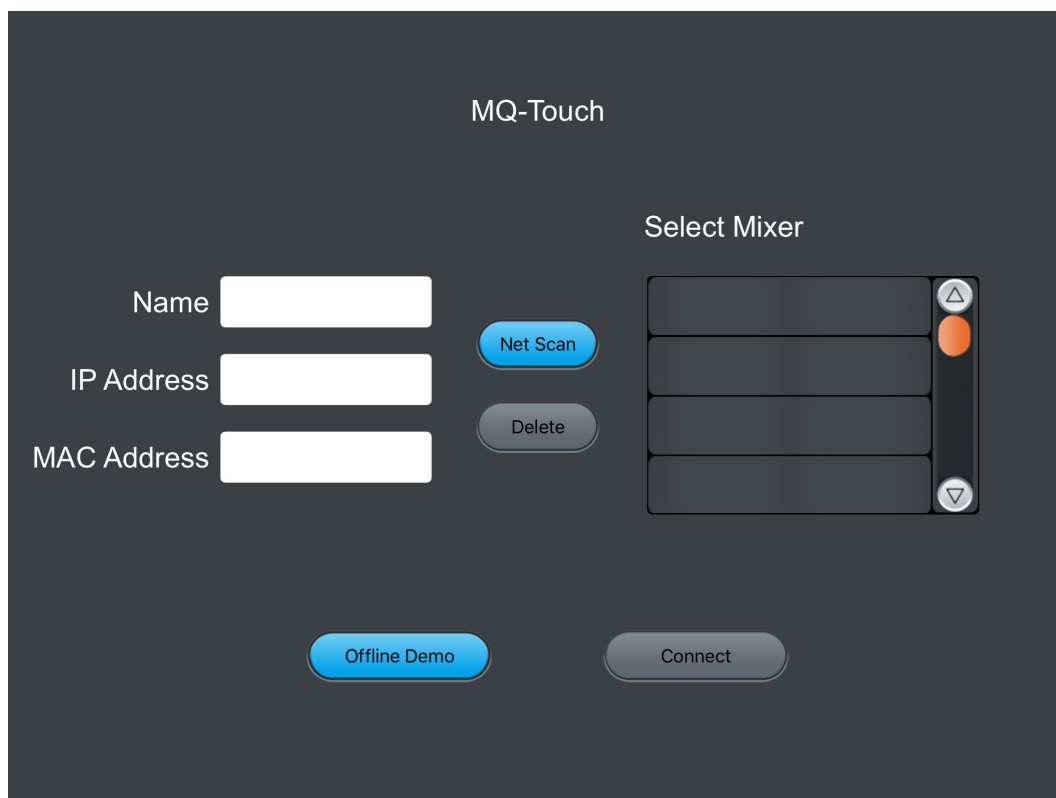 MQ-Touch
Select Mixer
Name
Net Scan
IP Address
Delete
MAC Address
Offline Demo
Connect